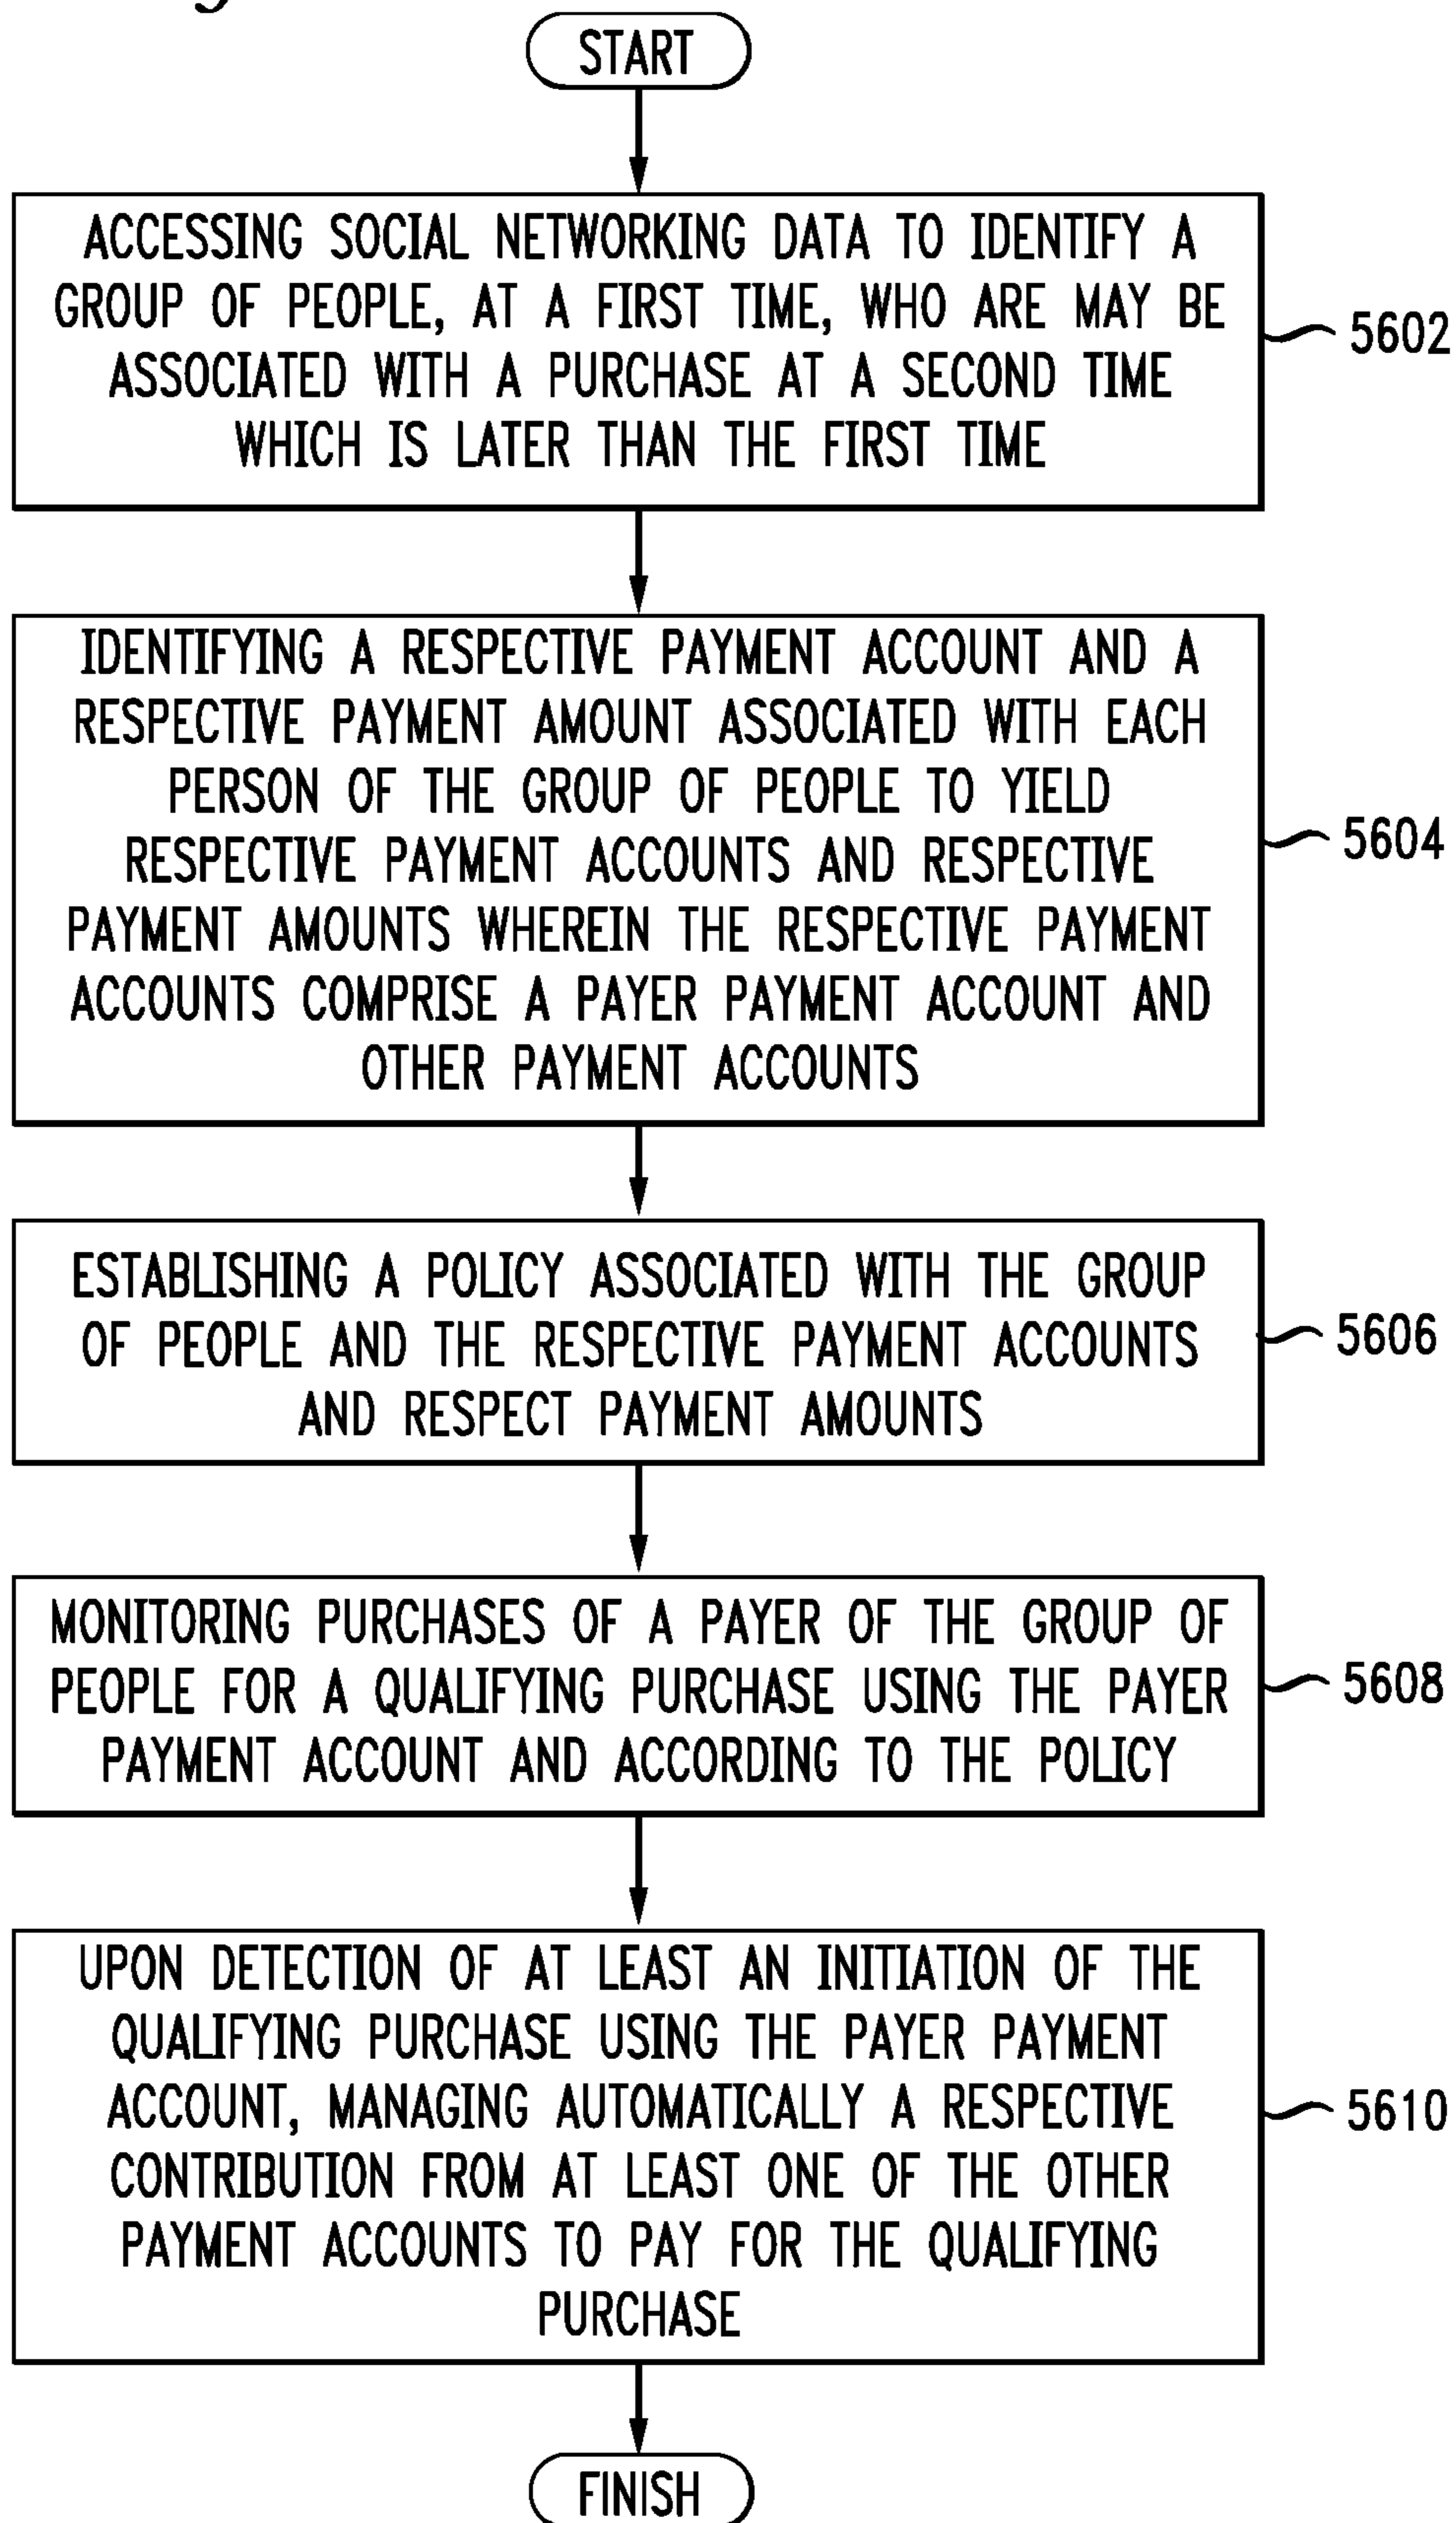 START
ACCESSING SOCIAL NETWORKING DATA TO IDENTIFY A
GROUP OF PEOPLE, AT A FIRST TIME, WHO ARE MAY BE
ASSOCIATED WITH A PURCHASE AT A SECOND TIME
WHICH IS LATER THAN THE FIRST TIME
5602
IDENTIFYING A RESPECTIVE PAYMENT ACCOUNT AND A
RESPECTIVE PAYMENT AMOUNT ASSOCIATED WITH EACH
PERSON OF THE GROUP OF PEOPLE TO YIELD
RESPECTIVE PAYMENT ACCOUNTS AND RESPECTIVE
PAYMENT AMOUNTS WHEREIN THE RESPECTIVE PAYMENT
ACCOUNTS COMPRISE A PAYER PAYMENT ACCOUNT AND
OTHER PAYMENT ACCOUNTS
5604
ESTABLISHING A POLICY ASSOCIATED WITH THE GROUP
OF PEOPLE AND THE RESPECTIVE PAYMENT ACCOUNTS
AND RESPECT PAYMENT AMOUNTS
5606
MONITORING PURCHASES OF A PAYER OF THE GROUP OF
PEOPLE FOR A QUALIFYING PURCHASE USING THE PAYER
PAYMENT ACCOUNT AND ACCORDING TO THE POLICY
5608
UPON DETECTION OF AT LEAST AN INITIATION OF THE
QUALIFYING PURCHASE USING THE PAYER PAYMENT
ACCOUNT, MANAGING AUTOMATICALLY A RESPECTIVE
CONTRIBUTION FROM AT LEAST ONE OF THE OTHER
PAYMENT ACCOUNTS TO PAY FOR THE QUALIFYING
PURCHASE
5610
FINISH